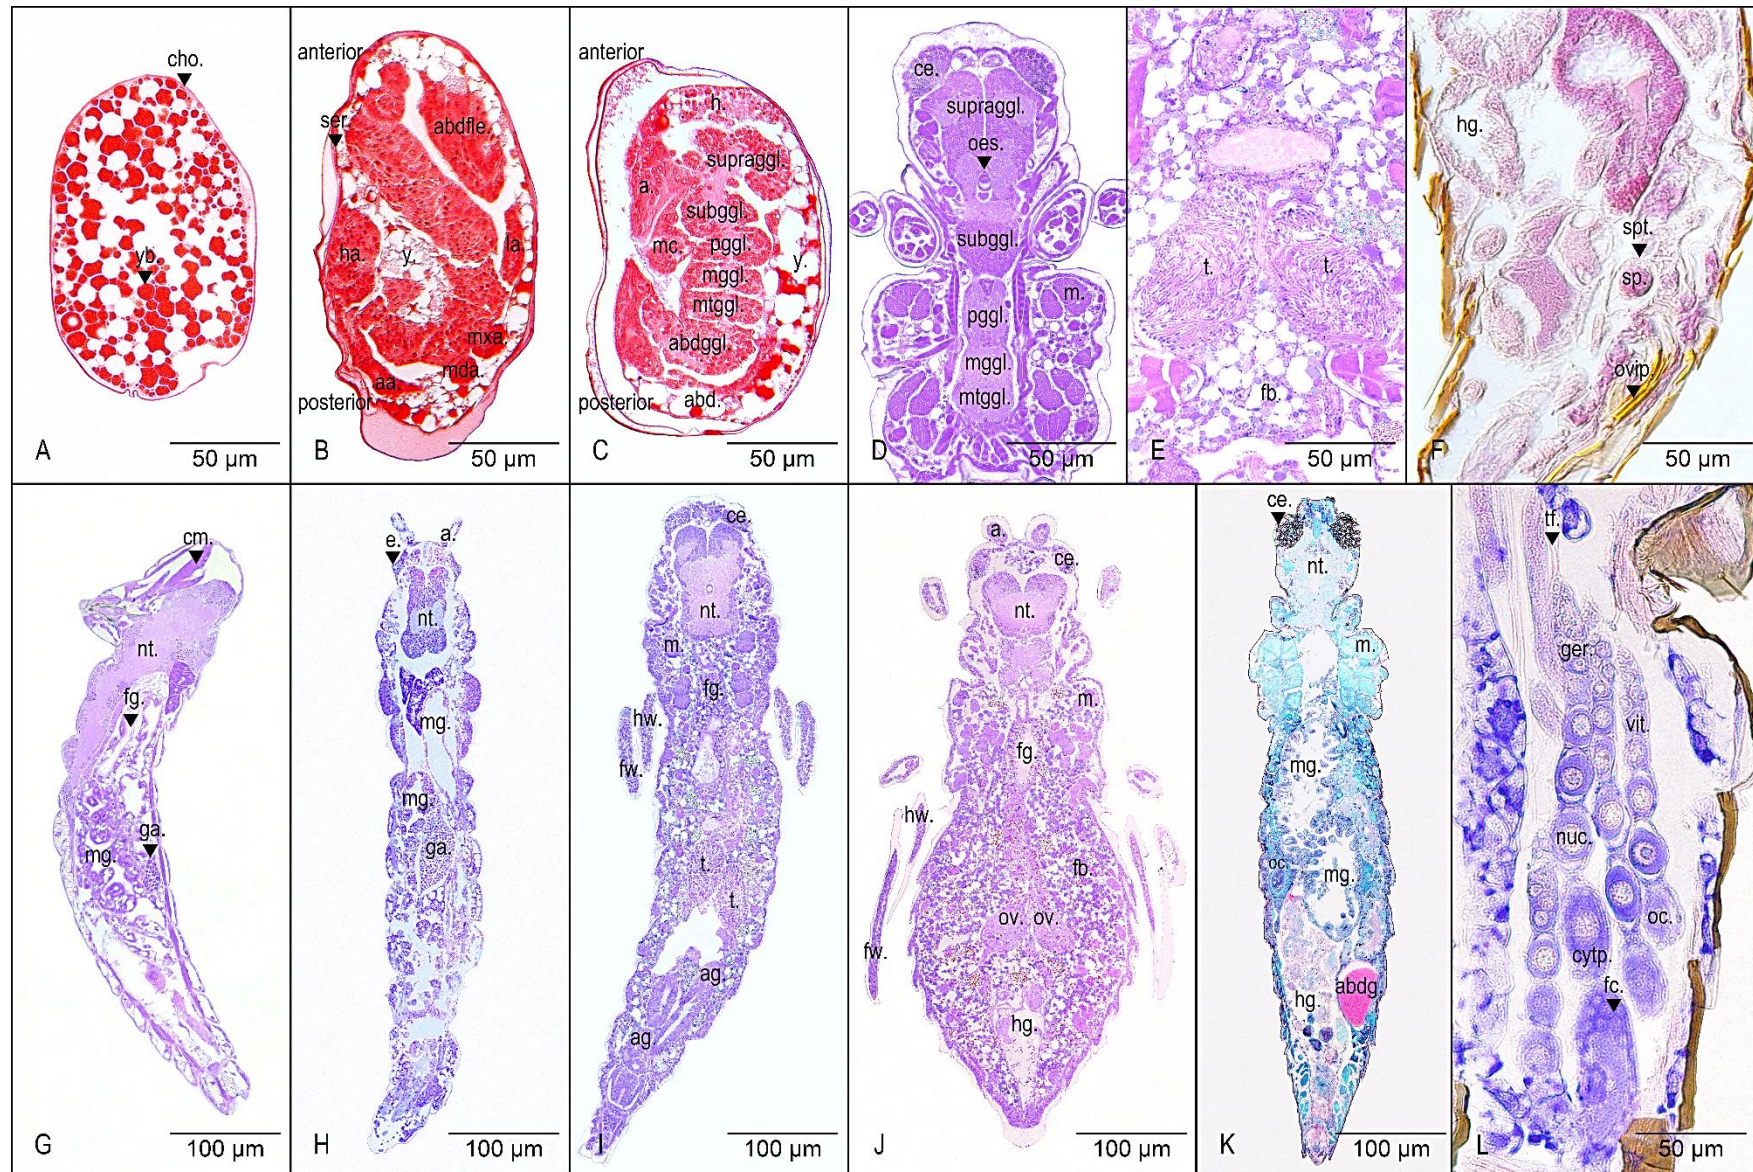 cho.
yb.
A
50 µm
anterior
ser.
abdfle.
ha.
y.
la.
mxa.
mda.
aa.
posterior
B
50 µm
anterior
h.
supraggl.
a.
subggl.
mc.
pggl.
y.
mggl.
mtggl.
abdggl.
abd.
posterior
C
50 µm
ce.
supraggl.
oes.
subggl.
m.
pggl.
mggl.
mtggl.
D
50 µm
t.
t.
fb.
E
50 µm
hg.
spt.
sp.
ovip.
F
50 µm
cm.
nt.
fg.
ga.
mg.
G
100 µm
e.
a.
nt.
mg.
mg.
ga.
H
100 µm
ce.
nt.
m.
fg.
hw.
fw.
t.
t.
ag.
ag.
I
100 µm
a.
ce.
nt.
m.
fg.
hw.
fb.
ov.
ov.
fw.
hg.
J
100 µm
ce.
nt.
m.
mg.
oc.
mg.
abdg.
hg.
K
100 µm
tf.
ger.
vit.
nuc.
oc.
cytp.
fc.
L
50 µm